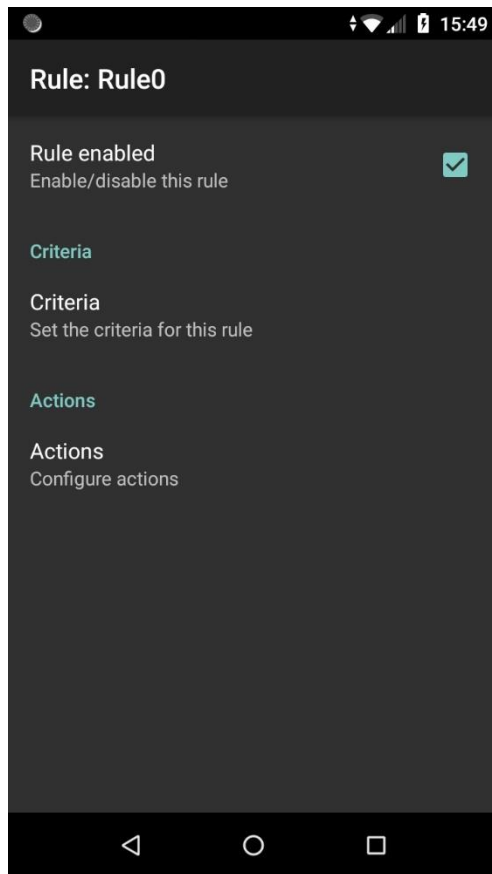 15:49
Rule: Rule0
Rule enabled
Enable/disable this rule
Criteria
Criteria
Set the criteria for this rule
Actions
Actions
Configure actions